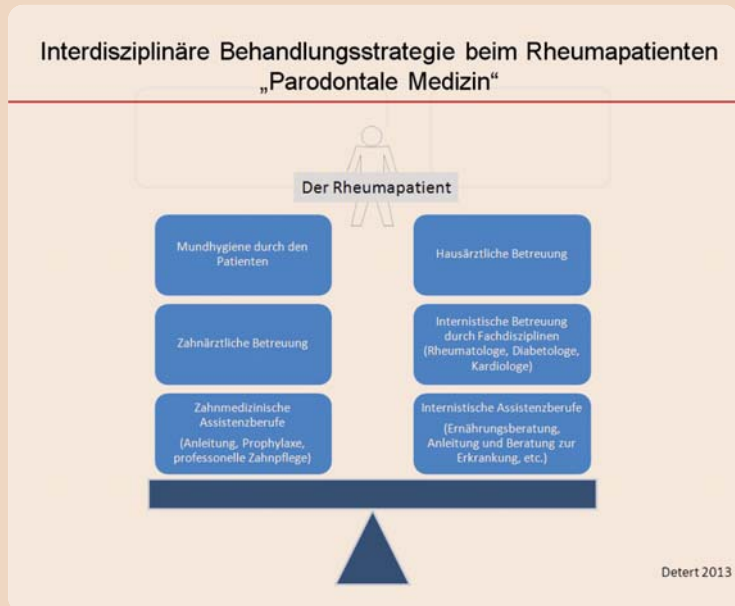 Interdisziplinäre Behandlungsstrategie beim Rheumapatienten
„Parodontale Medizin“
Der Rheumapatient
Mundhygiene durch den
Patienten
Hausärztliche Betreuung
Zahnärztliche Betreuung
Internistische Betreuung
durch Fachdisziplinen
(Rheumatologe, Diabetologe,
Kardiologe)
Zahnmedizinische
Assistenzberufe
(Anleitung, Prophylaxe,
professionelle Zahnpflege)
Internistische Assistenzberufe
(Ernährungsberatung,
Anleitung und Beratung zur
Erkrankung, etc.)
Detert 2013